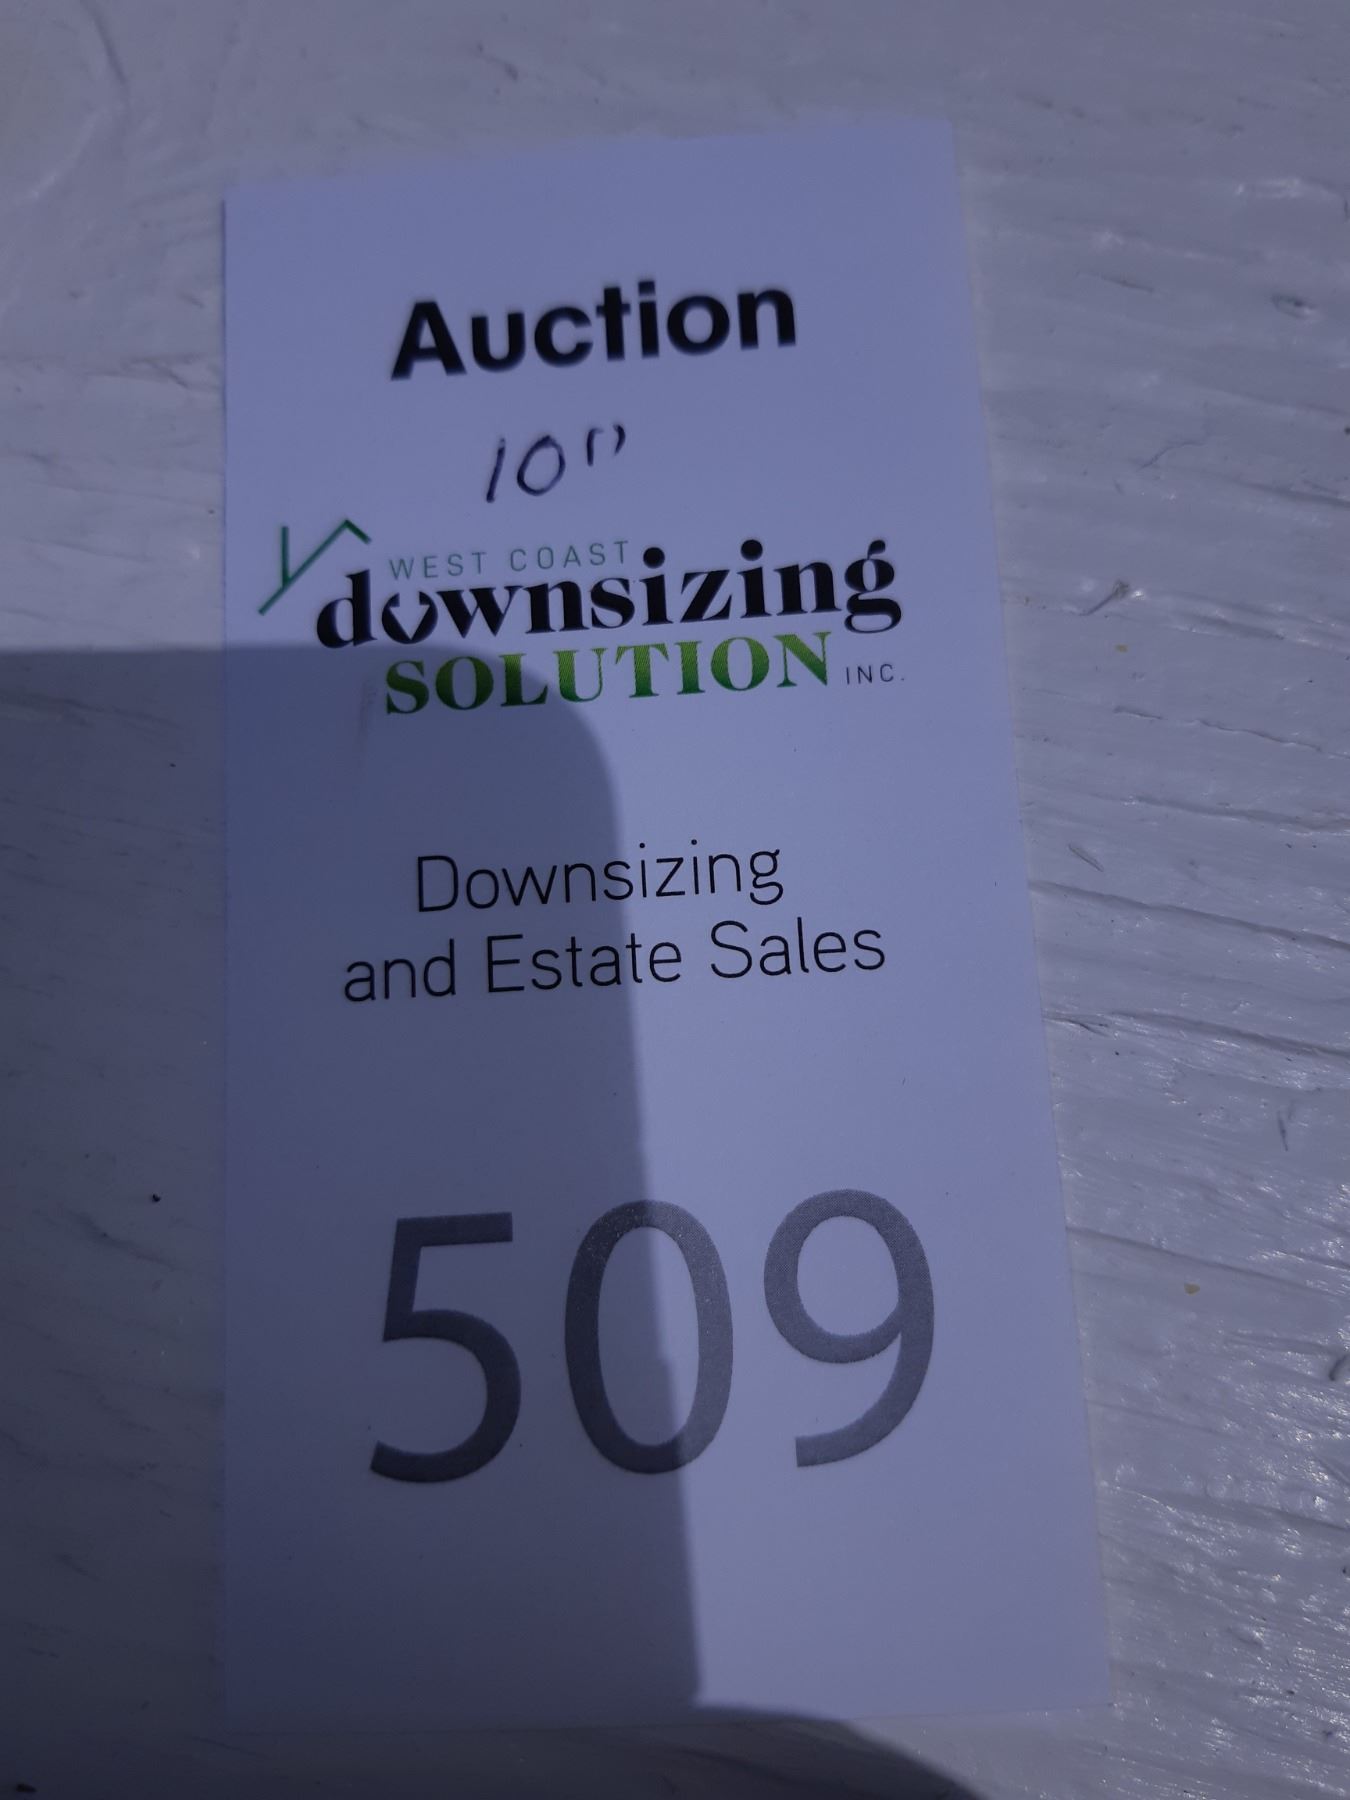 Auction
10"
WEST COAST
downsizing
SOLUTION INC.
Downsizing
and Estate Sales
509